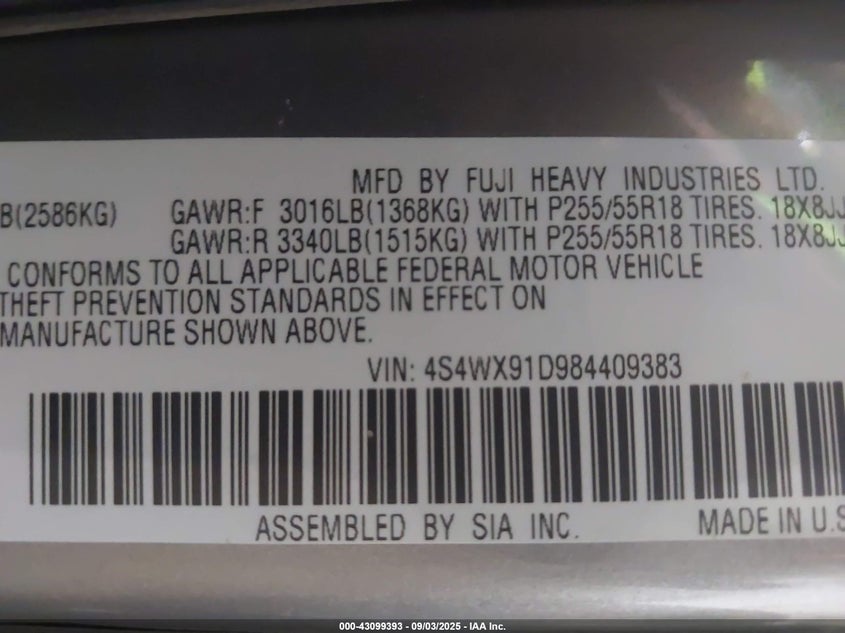 MFD BY FUJI HEAVY INDUSTRIES LTD.
B(2586KG) GAWR:F 3016LB(1368KG) WITH P255/55R18 TIRES. 18X8JJ
GAWR:R 3340LB(1515KG) WITH P255/55R18 TIRES. 18X8JJ
CONFORMS TO ALL APPLICABLE FEDERAL MOTOR VEHICLE
THEFT PREVENTION STANDARDS IN EFFECT ON
MANUFACTURE SHOWN ABOVE.
VIN: 4S4WX91D984409383
ASSEMBLED BY SIA INC. MADE IN U.S
000-43099393 - 09/03/2025 - IAA Inc.